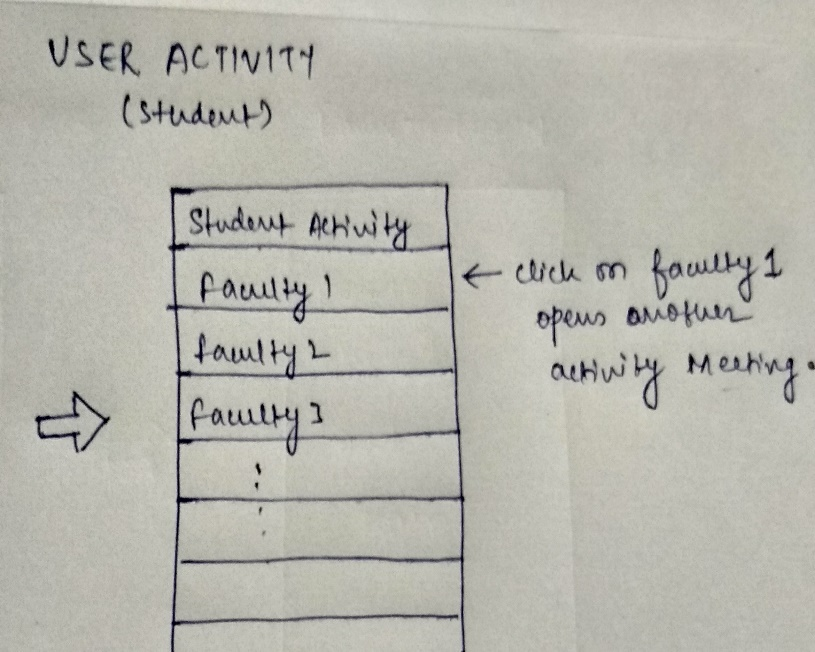 USER ACTIVITY
(Student)
Student Activity
faculty 1
faculty 2
faculty 3
← click on faculty 1
opens another
activity Meeting.